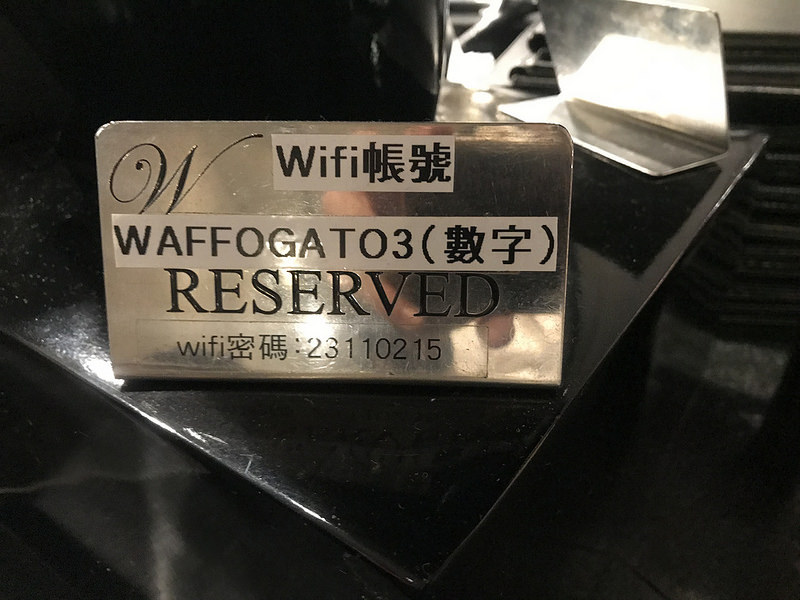 W
Wifi帳號
WAFFOGATO3(數字)
RESERVED
wifi密碼:23110215